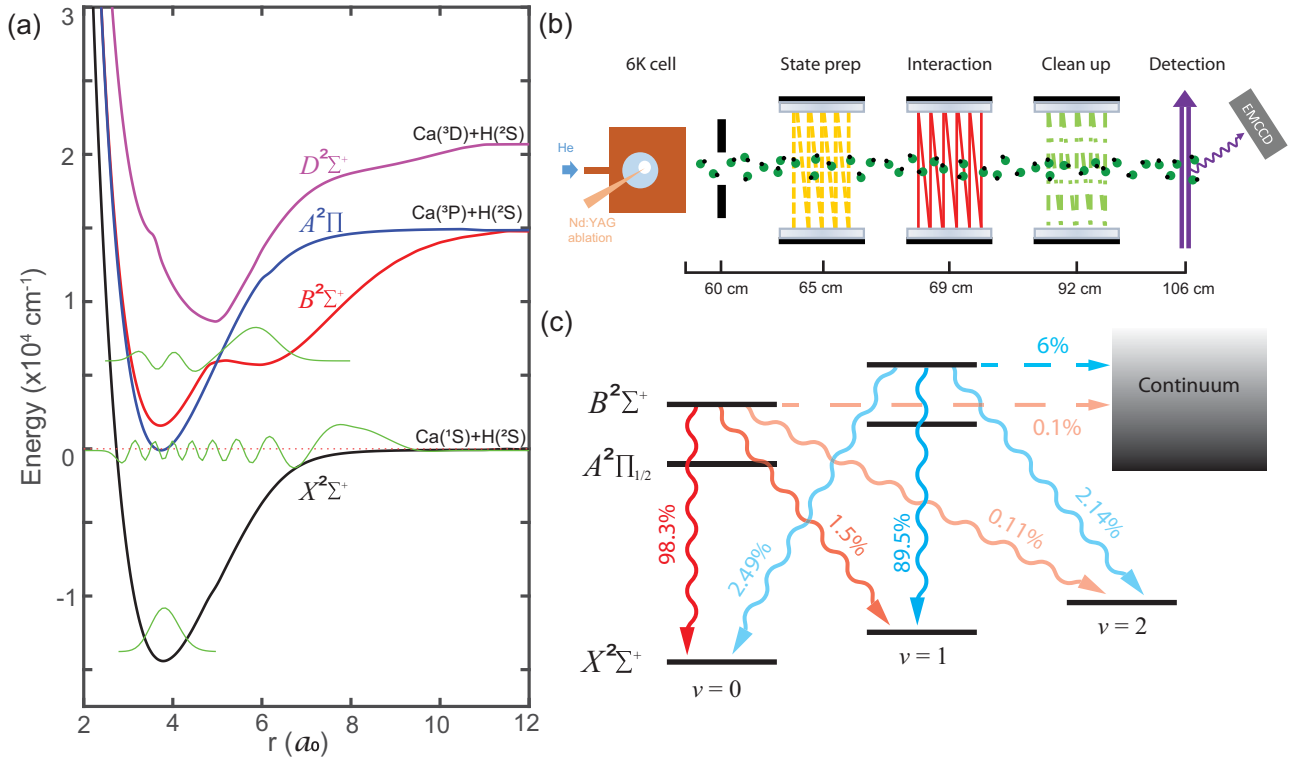 (a)
3
2
1
0
-1
Energy (x10⁴ cm⁻¹)
2
4
6
8
10
12
r (a₀)
D²Σ⁺
A²Π
B²Σ⁺
X²Σ⁺
Ca(³D)+H(²S)
Ca(³P)+H(²S)
Ca(¹S)+H(²S)
(b)
6K cell
State prep
Interaction
Clean up
Detection
He
Nd:YAG
ablation
EMCCD
60 cm
65 cm
69 cm
92 cm
106 cm
(c)
B²Σ⁺
A²Π₁/₂
X²Σ⁺
6%
0.1%
Continuum
98.3%
2.49%
1.5%
89.5%
0.11%
2.14%
v = 0
v = 1
v = 2